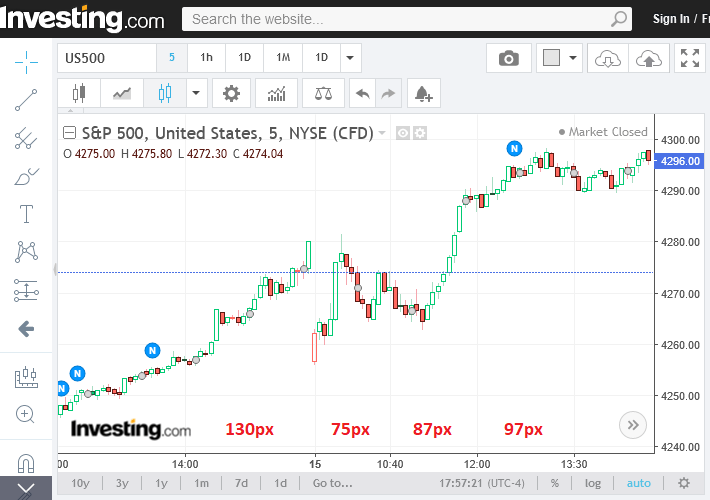 Investing.com
Search the website...
Sign In / F
US500 5 1h 1D 1M 1D
S&P 500, United States, 5, NYSE (CFD)
Market Closed
O 4275.00 H 4275.80 L 4272.30 C 4274.04
N
4300.00
4296.00
4290.00
4280.00
4270.00
4260.00
4250.00
4240.00
N
N
N
T
Investing.com
130px 75px 87px 97px
:00 14:00 15 10:40 12:00 13:30
10y 3y 1y 1m 7d 1d Go to... 17:57:21 (UTC-4) % log auto